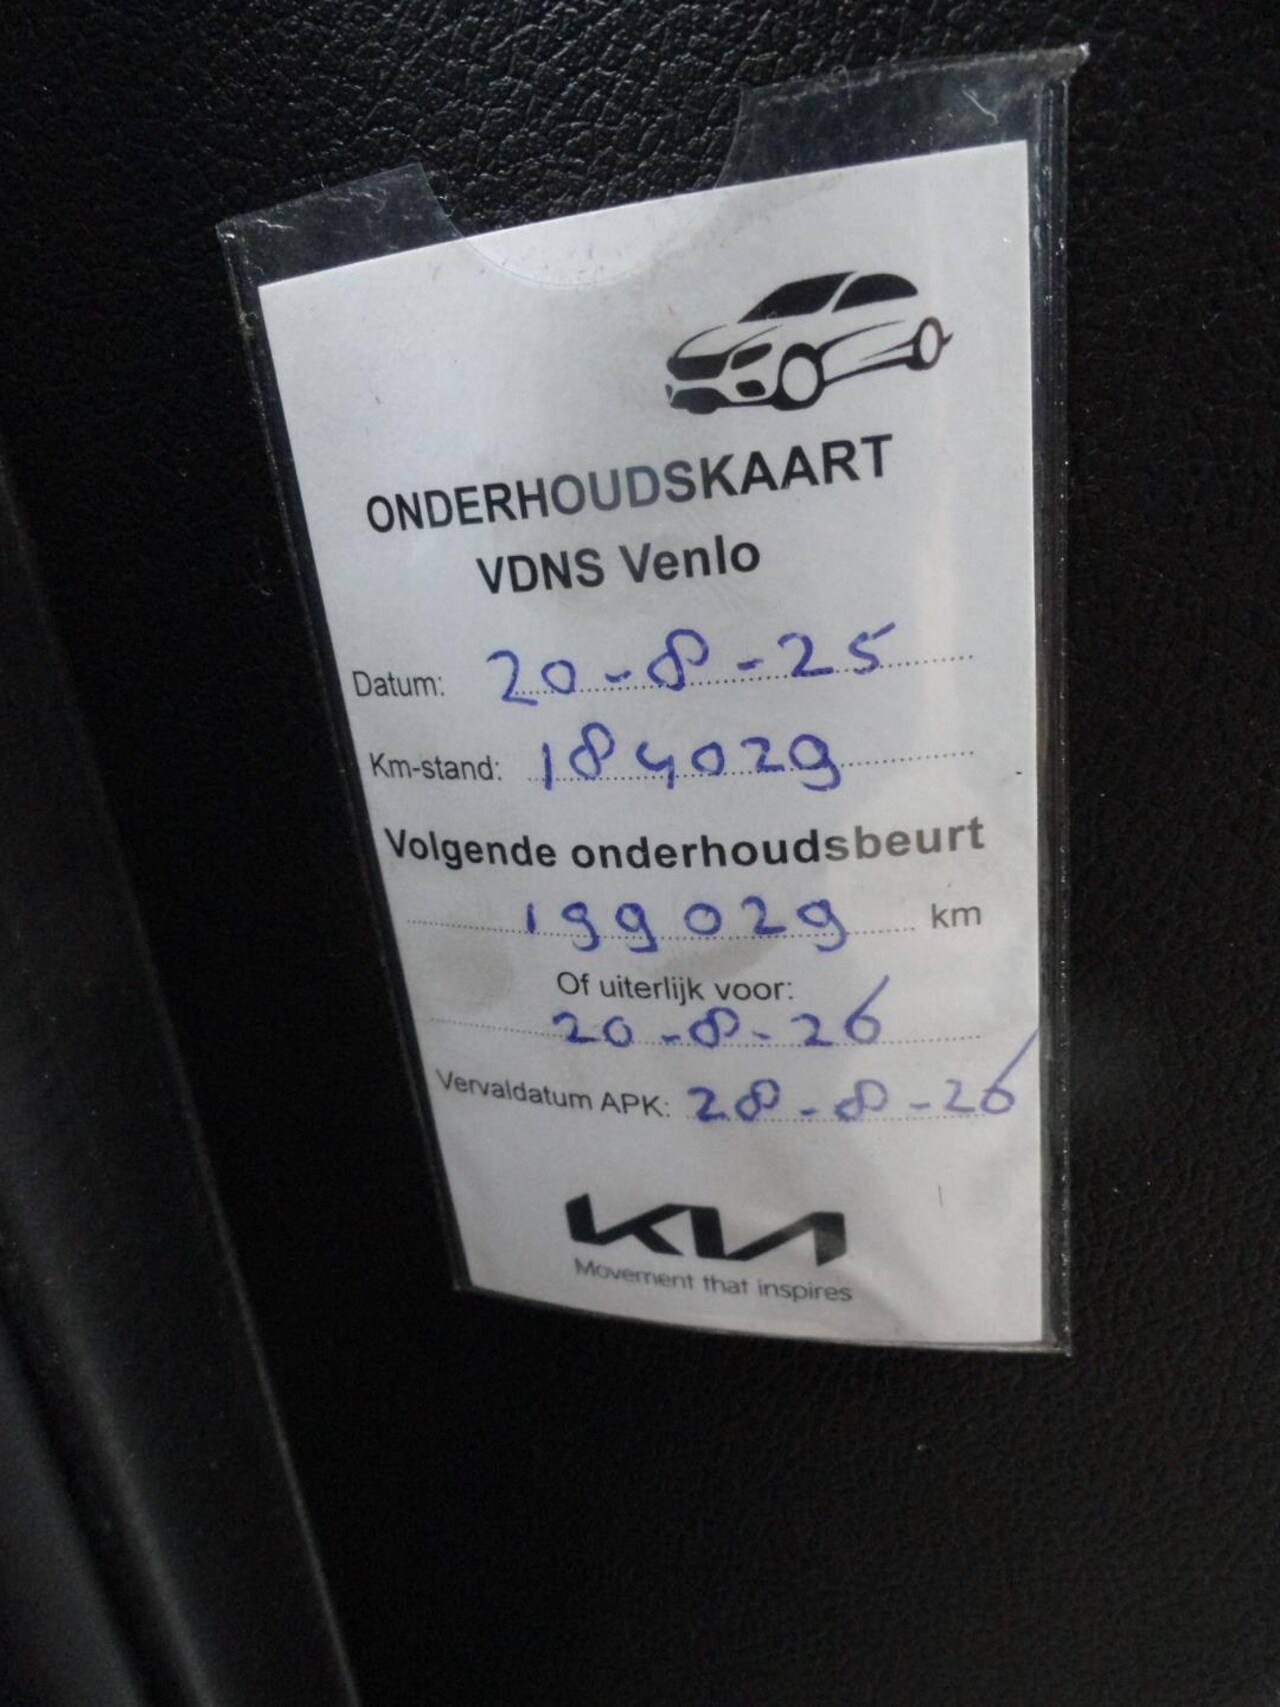 ONDERHOUDSKAART
VDNS Venlo
Datum: 20-8-25
Km-stand: 184029
Volgende onderhoudsbeurt
199029 km
Of uiterlijk voor:
20-8-26
Vervaldatum APK: 28-8-26
KIA
Movement that inspires